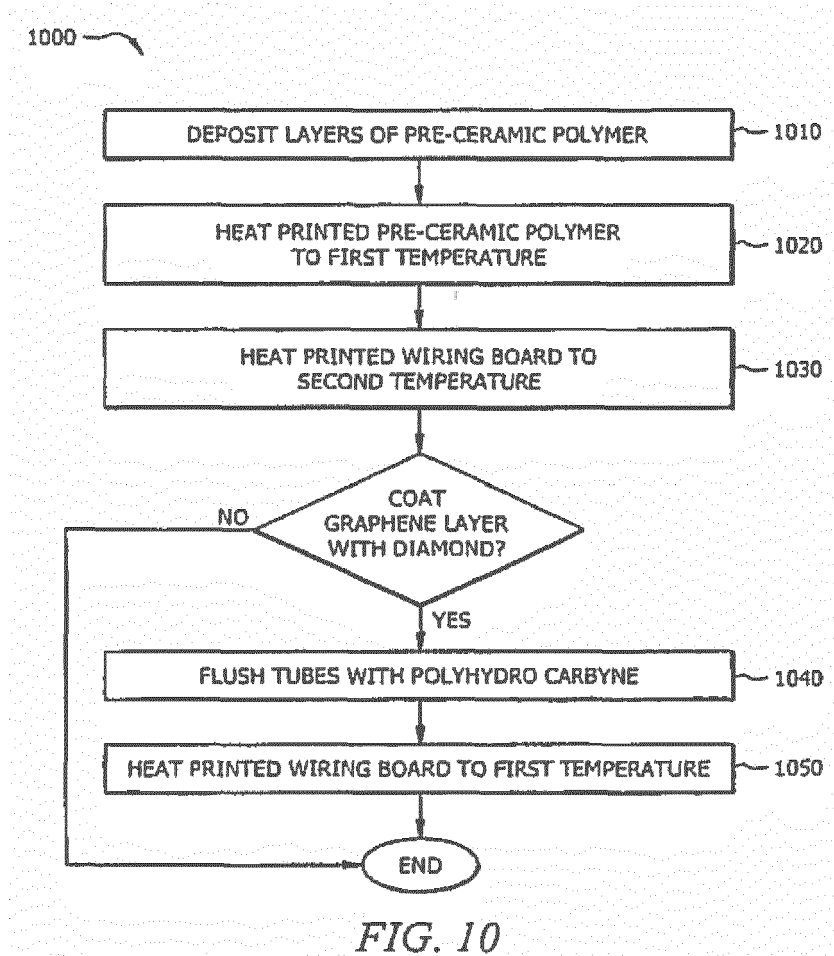 1000
DEPOSIT LAYERS OF PRE-CERAMIC POLYMER
1010
HEAT PRINTED PRE-CERAMIC POLYMER
TO FIRST TEMPERATURE
1020
HEAT PRINTED WIRING BOARD TO
SECOND TEMPERATURE
1030
COAT
GRAPHENE LAYER
WITH DIAMOND?
NO
YES
FLUSH TUBES WITH POLYHYDRO CARBYNE
1040
HEAT PRINTED WIRING BOARD TO FIRST TEMPERATURE
1050
END
FIG. 10